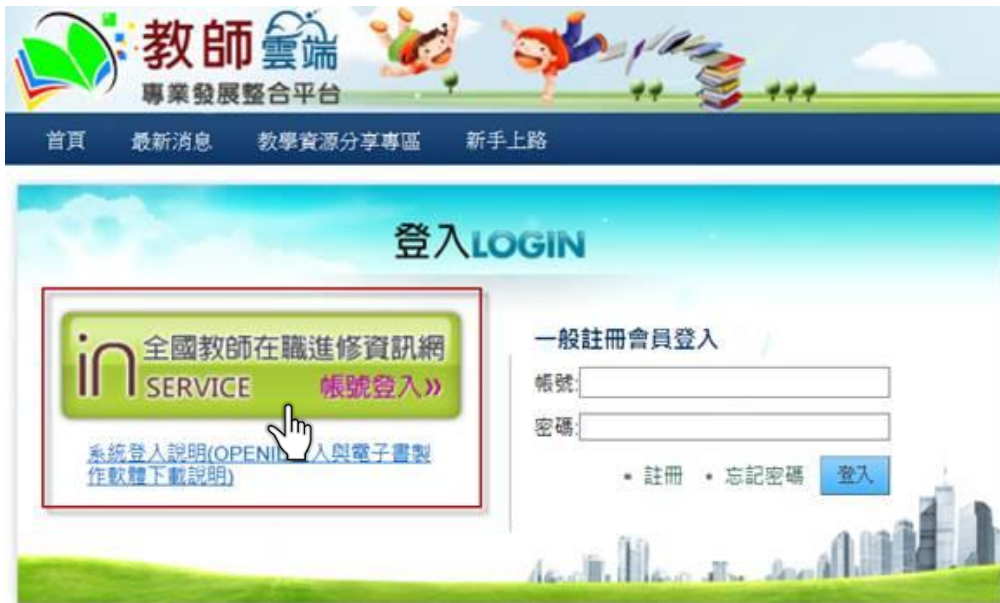 教師雲端
專業發展整合平台
首頁 最新消息 教學資源分享專區 新手上路
登入LOGIN
in 全國教師在職進修資訊網
SERVICE 帳號登入»
系統登入說明(OPENID 入與電子書製
作軟體下載說明)
一般註冊會員登入
帳號:
密碼:
▪ 註冊 ▪ 忘記密碼 登入